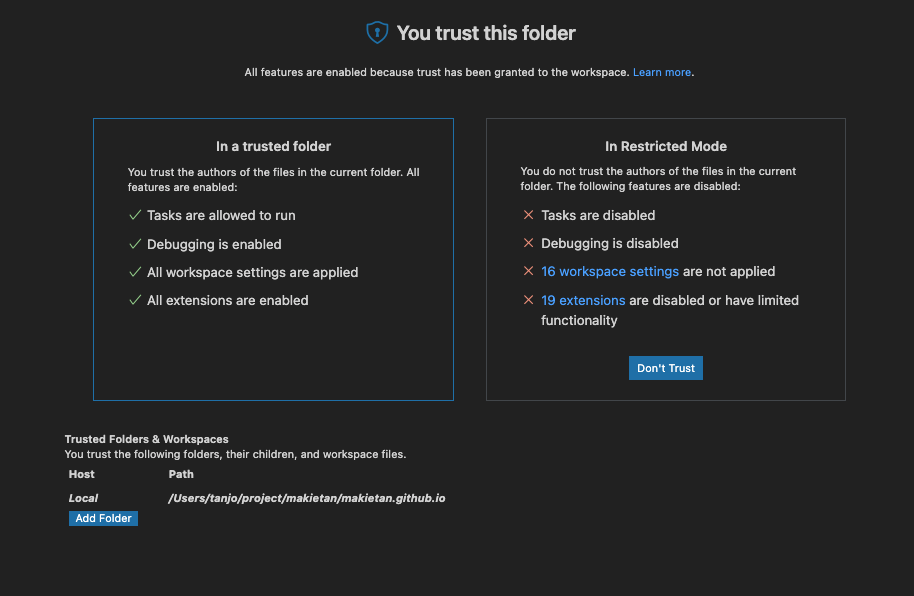 You trust this folder
All features are enabled because trust has been granted to the workspace. Learn more.
In a trusted folder
You trust the authors of the files in the current folder. All
features are enabled:
Tasks are allowed to run
Debugging is enabled
All workspace settings are applied
All extensions are enabled
In Restricted Mode
You do not trust the authors of the files in the current
folder. The following features are disabled:
Tasks are disabled
Debugging is disabled
16 workspace settings are not applied
19 extensions are disabled or have limited
functionality
Don't Trust
Trusted Folders & Workspaces
You trust the following folders, their children, and workspace files.
Host Path
Local /Users/tanjo/project/makietan/makietan.github.io
Add Folder